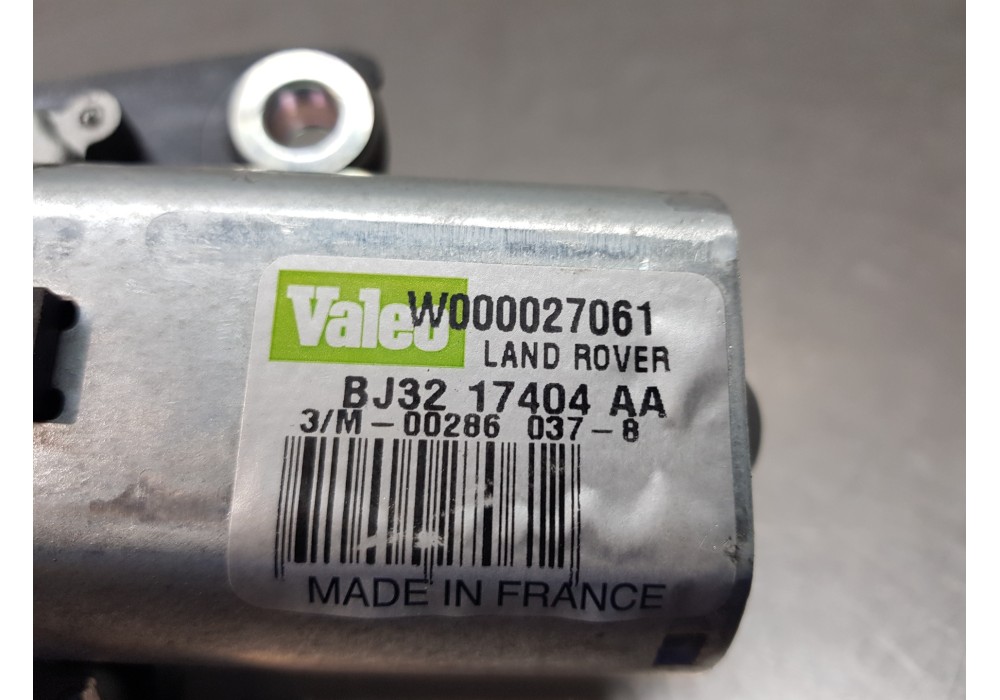 Valeo W000027061
LAND ROVER
BJ32 17404 AA
3/M-00286 037-8
MADE IN FRANCE